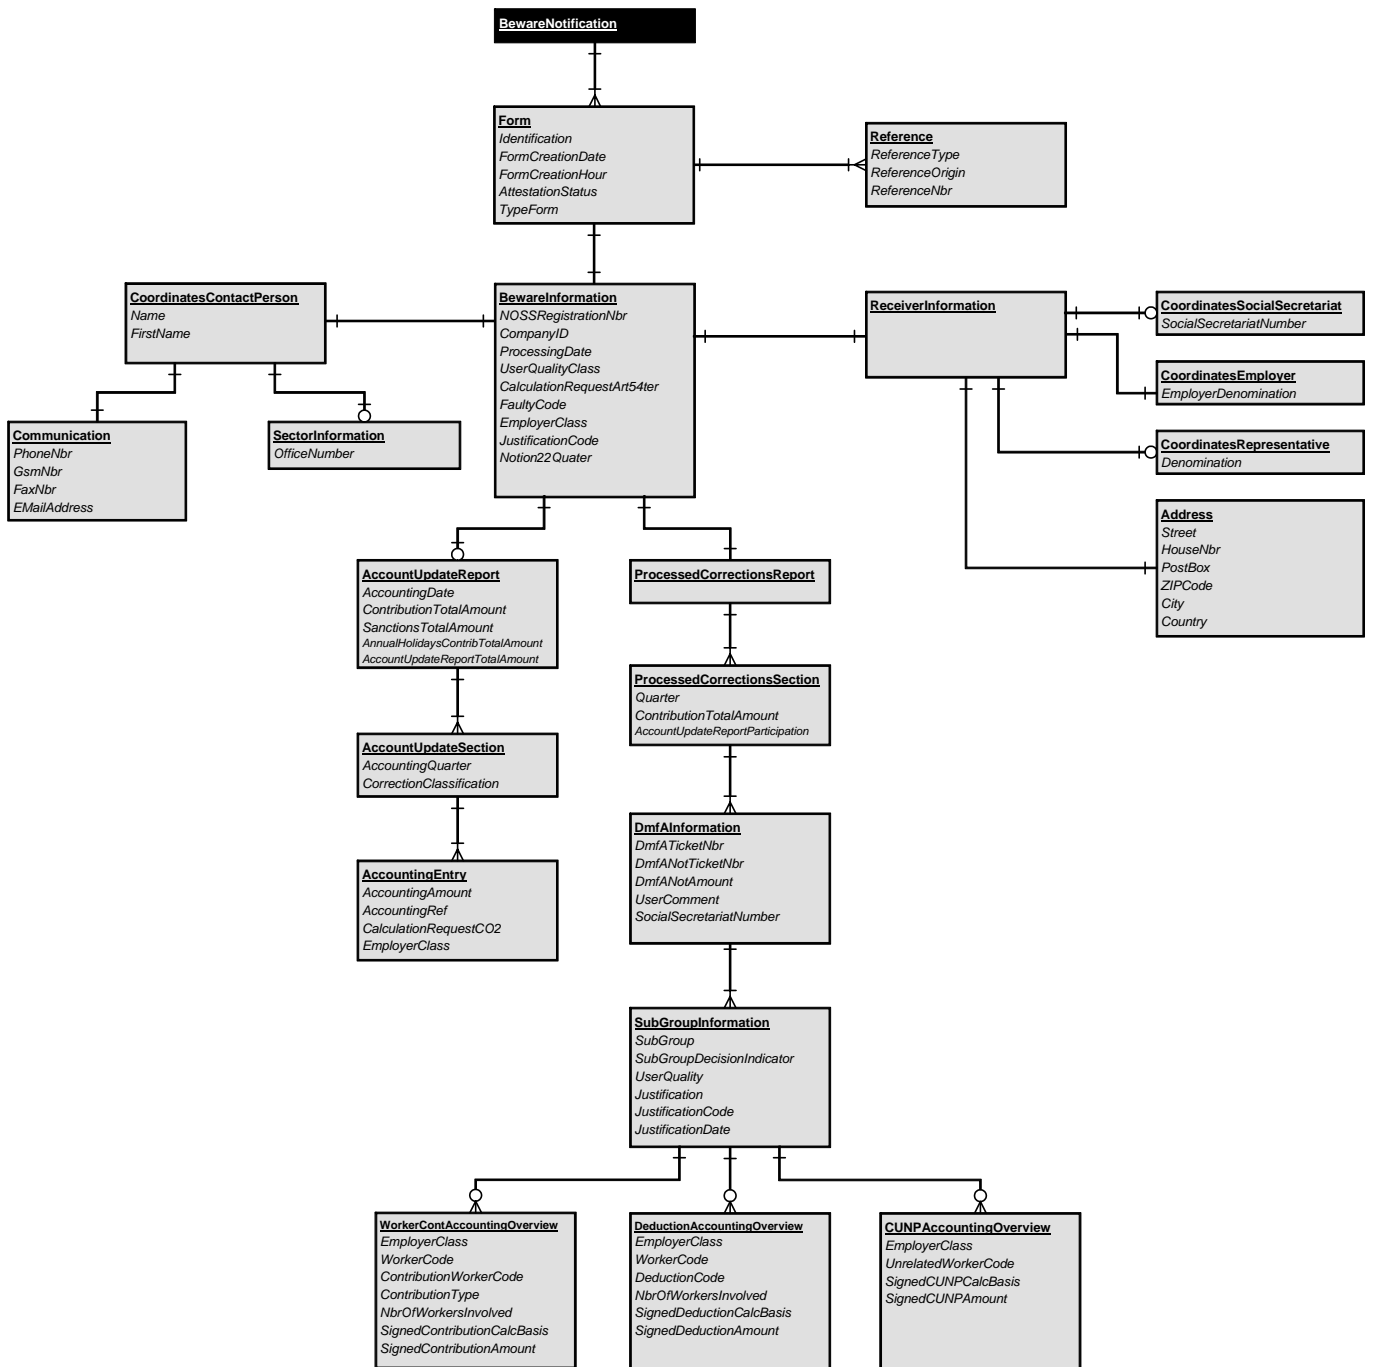 BewareNotification
Form
Identification
FormCreationDate
FormCreationHour
AttestationStatus
TypeForm
Reference
ReferenceType
ReferenceOrigin
ReferenceNbr
CoordinatesContactPerson
Name
FirstName
BewareInformation
NOSSRegistrationNbr
CompanyID
ProcessingDate
UserQualityClass
CalculationRequestArt54ter
FaultyCode
EmployerClass
JustificationCode
Notion22Quater
ReceiverInformation
CoordinatesSocialSecretariat
SocialSecretariatNumber
CoordinatesEmployer
EmployerDenomination
CoordinatesRepresentative
Denomination
Address
Street
HouseNbr
PostBox
ZIPCode
City
Country
Communication
PhoneNbr
GsmNbr
FaxNbr
EMailAddress
SectorInformation
OfficeNumber
AccountUpdateReport
AccountingDate
ContributionTotalAmount
SanctionsTotalAmount
AnnualHolidaysContribTotalAmount
AccountUpdateReportTotalAmount
ProcessedCorrectionsReport
ProcessedCorrectionsSection
Quarter
ContributionTotalAmount
AccountUpdateReportParticipation
AccountUpdateSection
AccountingQuarter
CorrectionClassification
DmfAInformation
DmfATicketNbr
DmfANotTicketNbr
DmfANotAmount
UserComment
SocialSecretariatNumber
AccountingEntry
AccountingAmount
AccountingRef
CalculationRequestCO2
EmployerClass
SubGroupInformation
SubGroup
SubGroupDecisionIndicator
UserQuality
Justification
JustificationCode
JustificationDate
WorkerContAccountingOverview
EmployerClass
WorkerCode
ContributionWorkerCode
ContributionType
NbrOfWorkersInvolved
SignedContributionCalcBasis
SignedContributionAmount
DeductionAccountingOverview
EmployerClass
WorkerCode
DeductionCode
NbrOfWorkersInvolved
SignedDeductionCalcBasis
SignedDeductionAmount
CUNPAccountingOverview
EmployerClass
UnrelatedWorkerCode
SignedCUNPCalcBasis
SignedCUNPAmount